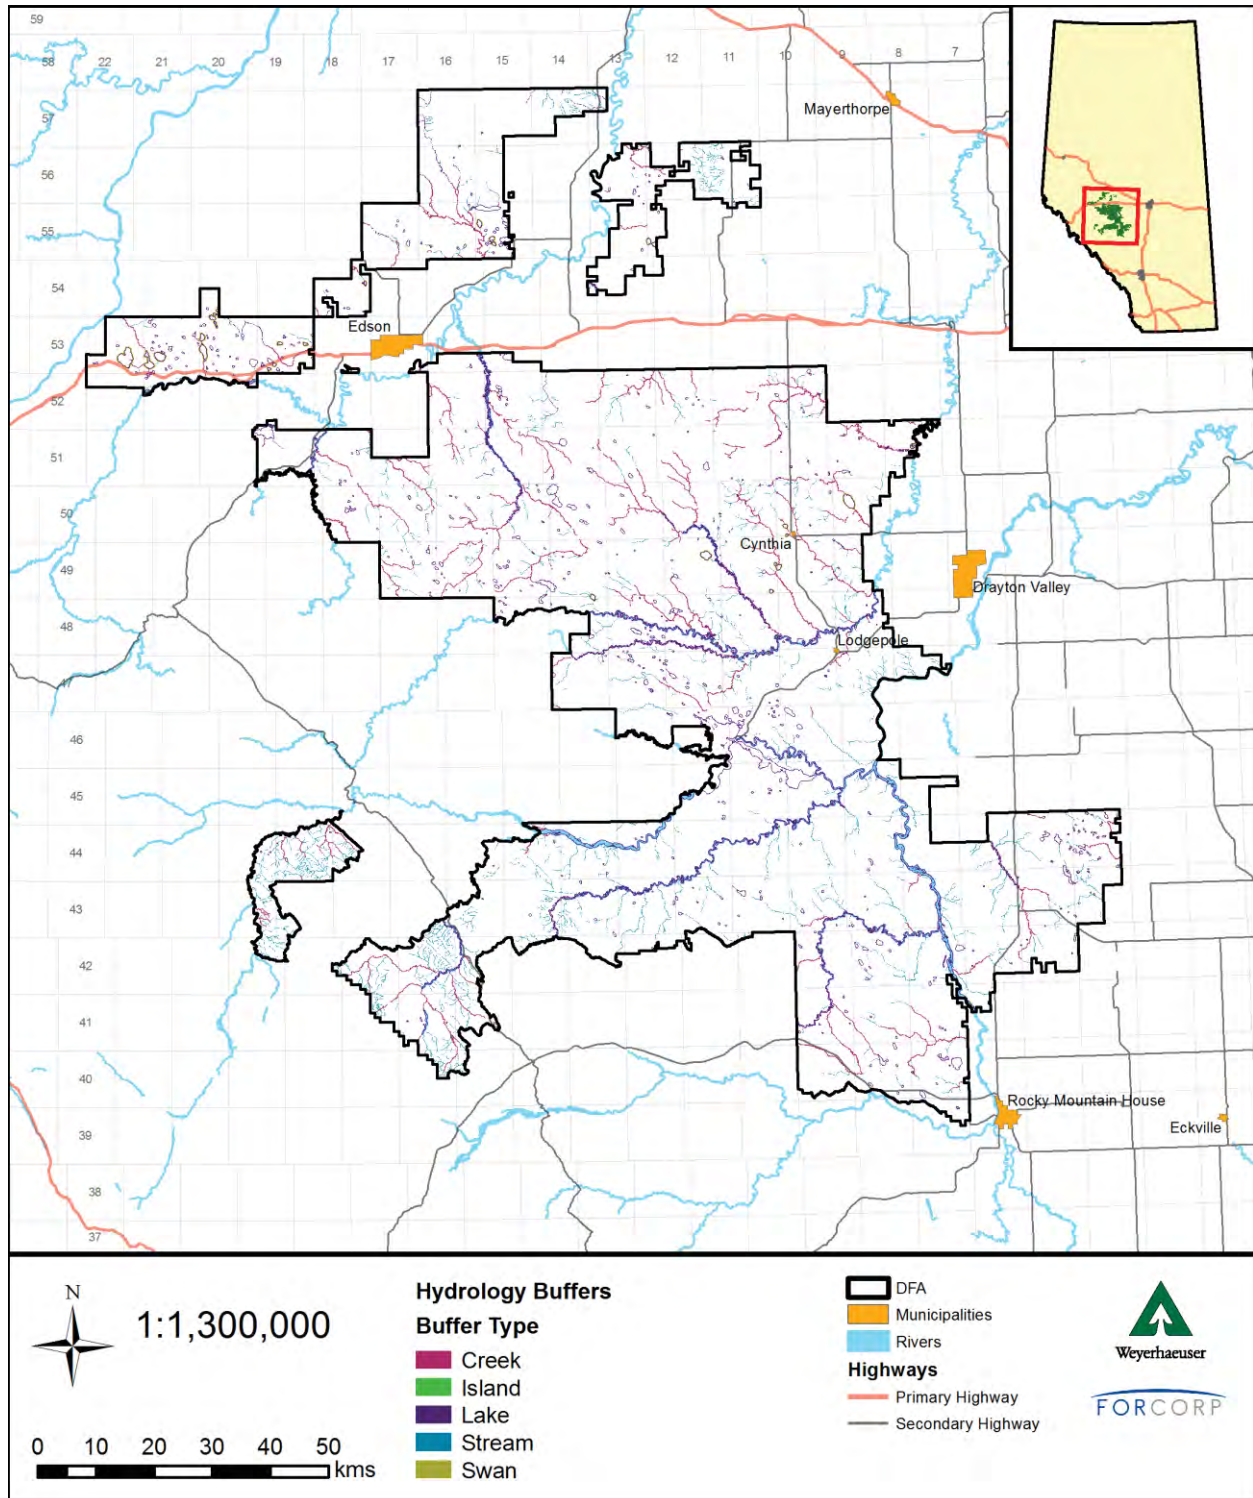 59
58 22 21 20 19 18 17 16 15 14 13 12 11 10 9 8 7
57
56
55
54
53
52
51
50
49
48
47
46
45
44
43
42
41
40
39
38
37
Mayerthorpe
Edson
Cynthia
Drayton Valley
Lodgepole
Rocky Mountain House
Eckville
N
1:1,300,000
0 10 20 30 40 50
kms
Hydrology Buffers
Buffer Type
Creek
Island
Lake
Stream
Swan
DFA
Municipalities
Rivers
Highways
Primary Highway
Secondary Highway
Weyerhaeuser
FORCORP